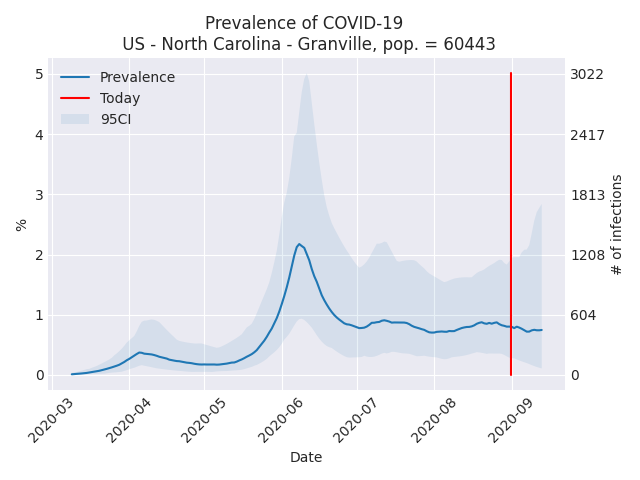 Prevalence of COVID-19
US - North Carolina - Granville, pop. = 60443
Prevalence
Today
95CI
5
4
3
2
1
0
%
3022
2417
1813
1208
604
0
# of infections
2020-03
2020-04
2020-05
2020-06
2020-07
2020-08
2020-09
Date